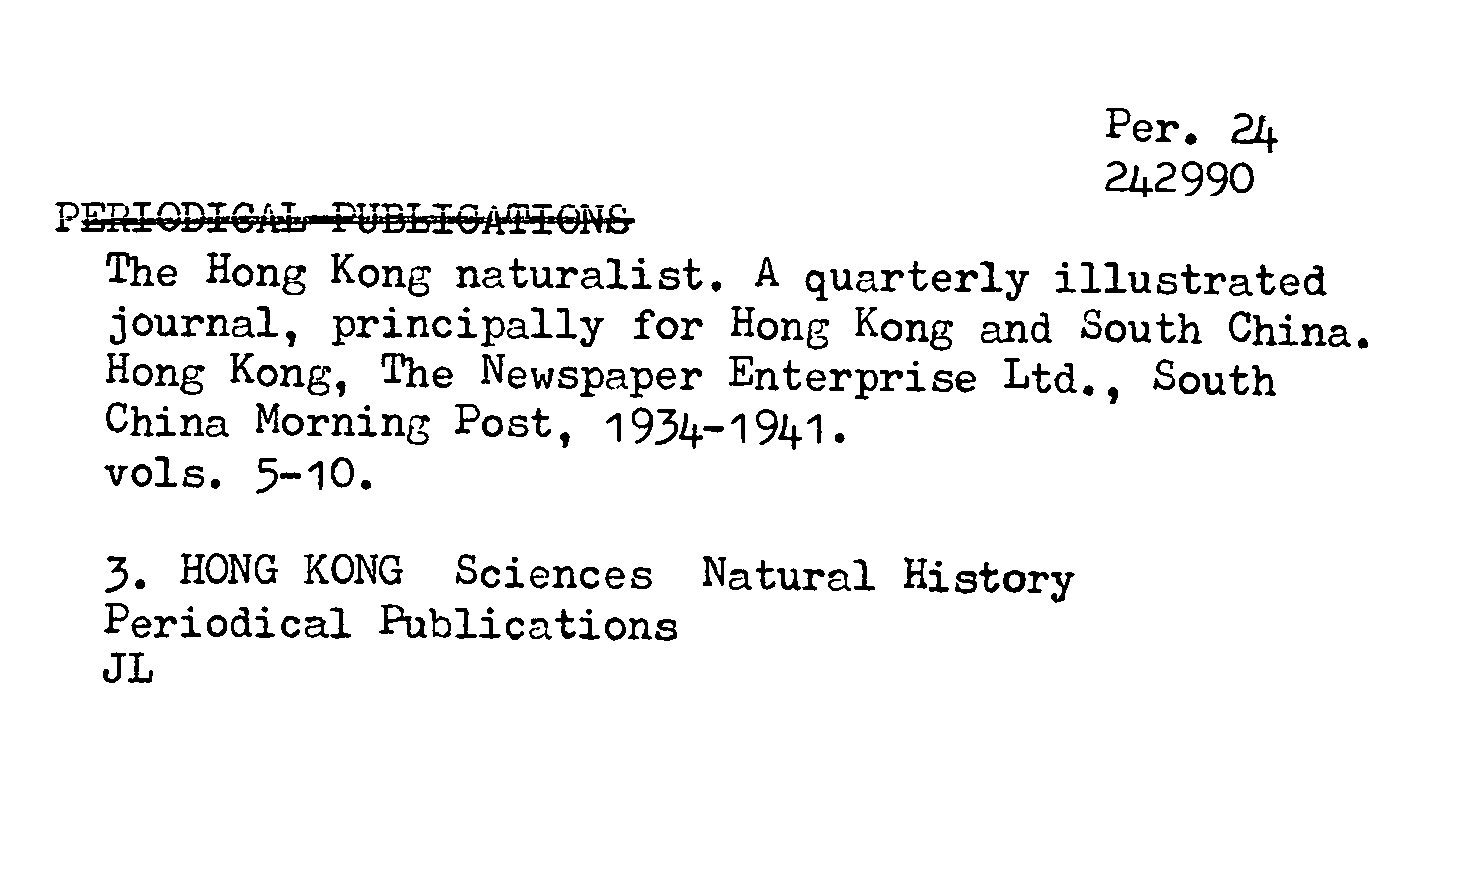 Per. 24
242990
PERIODICAL PUBLICATIONS
The Hong Kong naturalist. A quarterly illustrated
journal, principally for Hong Kong and South China.
Hong Kong, The Newspaper Enterprise Ltd., South
China Morning Post, 1934-1941.
vols. 5-10.
3. HONG KONG Sciences Natural History
Periodical Publications
JL